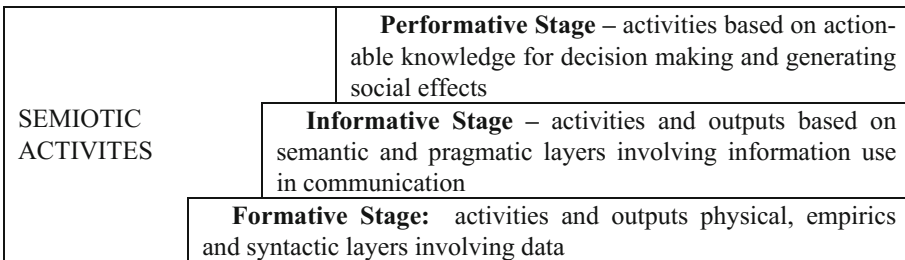 Performative Stage – activities based on action-
able knowledge for decision making and generating
social effects
SEMIOTIC
ACTIVITES
Informative Stage – activities and outputs based on
semantic and pragmatic layers involving information use
in communication
Formative Stage: activities and outputs physical, empirics
and syntactic layers involving data